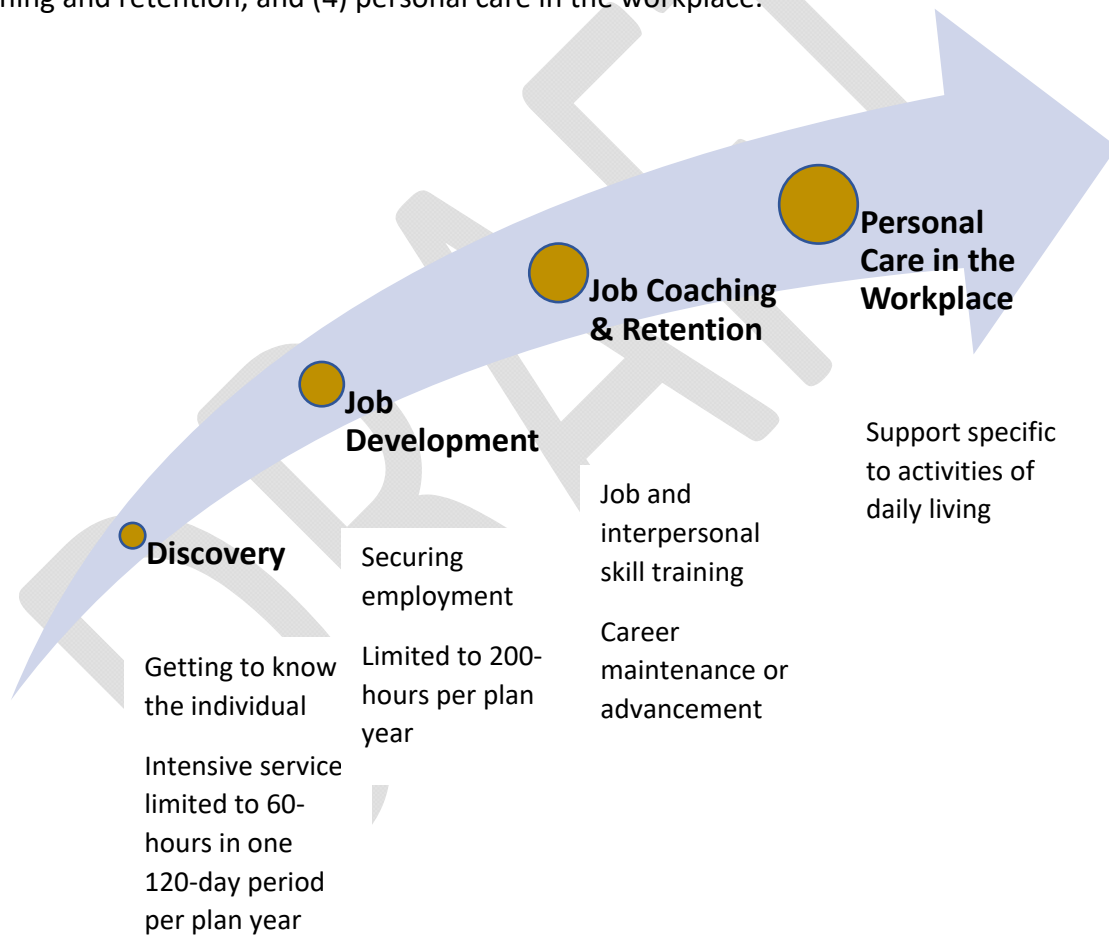 ning and retention, and (4) personal care in the workplace.
Personal
Care in the
Workplace
Job Coaching
& Retention
Job
Development
Discovery
Support specific
to activities of
daily living
Job and
interpersonal
skill training
Career
maintenance or
advancement
Securing
employment
Limited to 200-
hours per plan
year
Getting to know
the individual
Intensive service
limited to 60-
hours in one
120-day period
per plan year
DRAFT